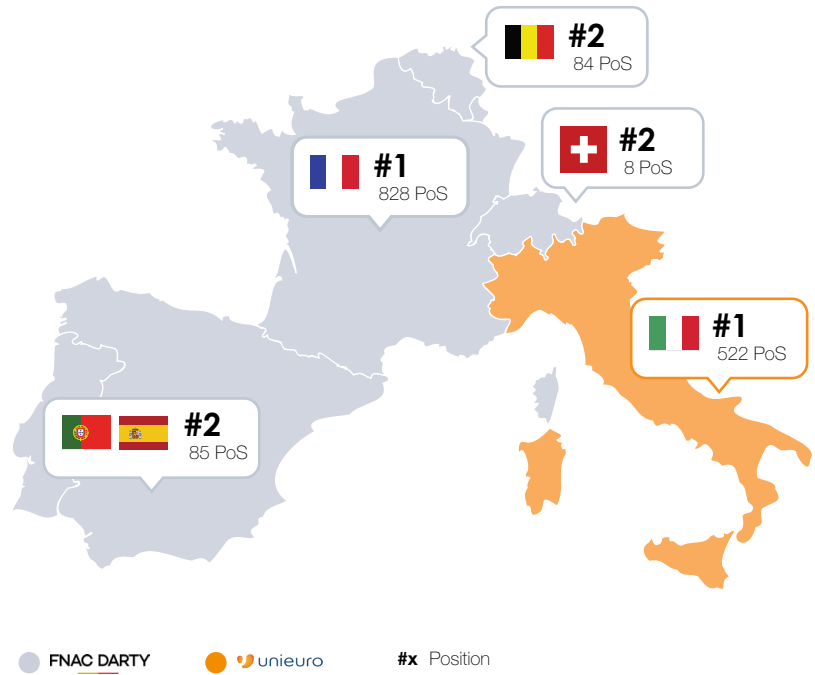 #2
84 PoS
#2
8 PoS
#1
828 PoS
#1
522 PoS
#2
85 PoS
FNAC DARTY
unieuro
#x Position